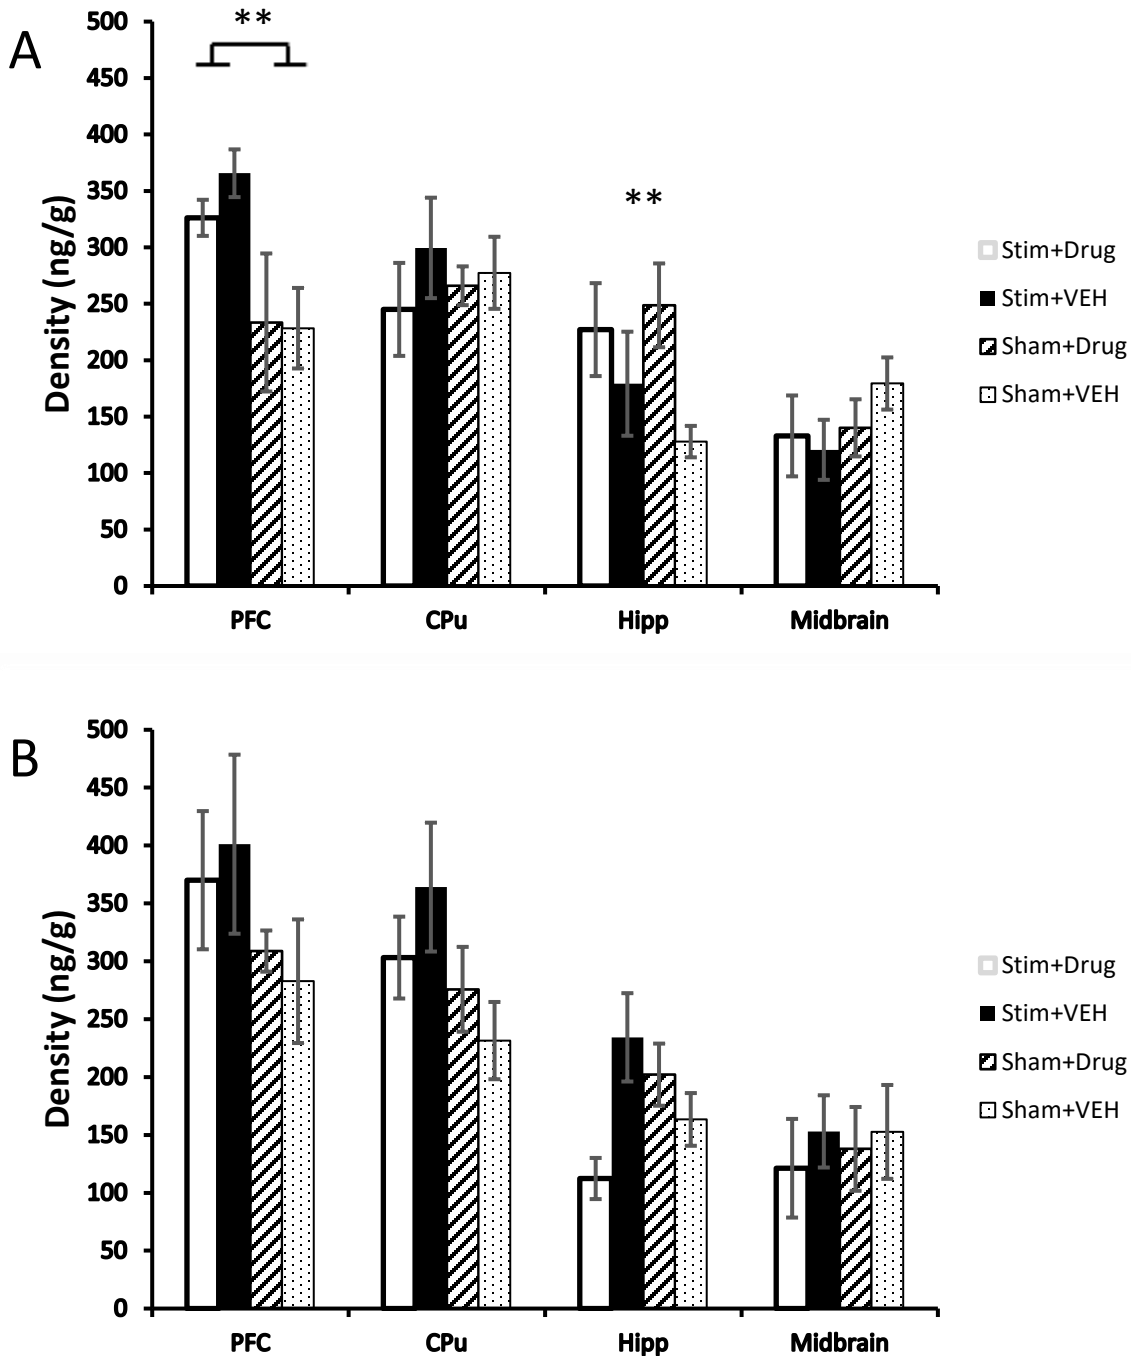 A
**
500
450
400
350
300
250
200
150
100
50
0
Density (ng/g)
**
PFC CPu Hipp Midbrain
Stim+Drug
Stim+VEH
Sham+Drug
Sham+VEH
B
500
450
400
350
300
250
200
150
100
50
0
Density (ng/g)
PFC CPu Hipp Midbrain
Stim+Drug
Stim+VEH
Sham+Drug
Sham+VEH